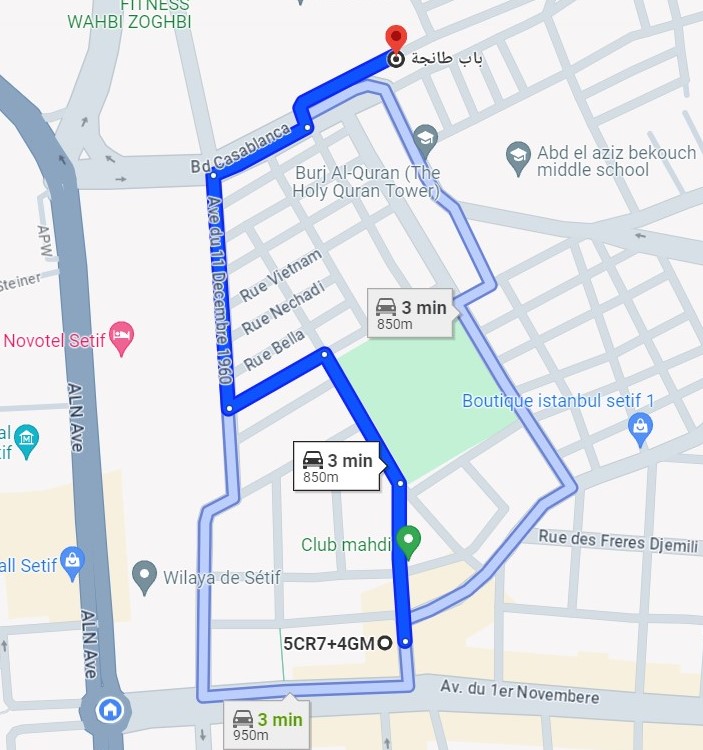 FITNESS
WAHBI ZOGHBI
باب طانجة
Bd Casablanca
Abd el aziz bekouch
middle school
Burj Al-Quran (The
Holy Quran Tower)
APW
Steiner
Ave du 11 Decembre 1960
Rue Vietnam
Rue Nechadi
Rue Bella
3 min
850m
Novotel Setif
ALN Ave
Boutique istanbul setif 1
al
tif
3 min
850m
Club mahdi
Rue des Freres Djemili
all Setif
Wilaya de Sétif
ALN Ave
5CR7+4GM
Av. du 1er Novembere
3 min
950m